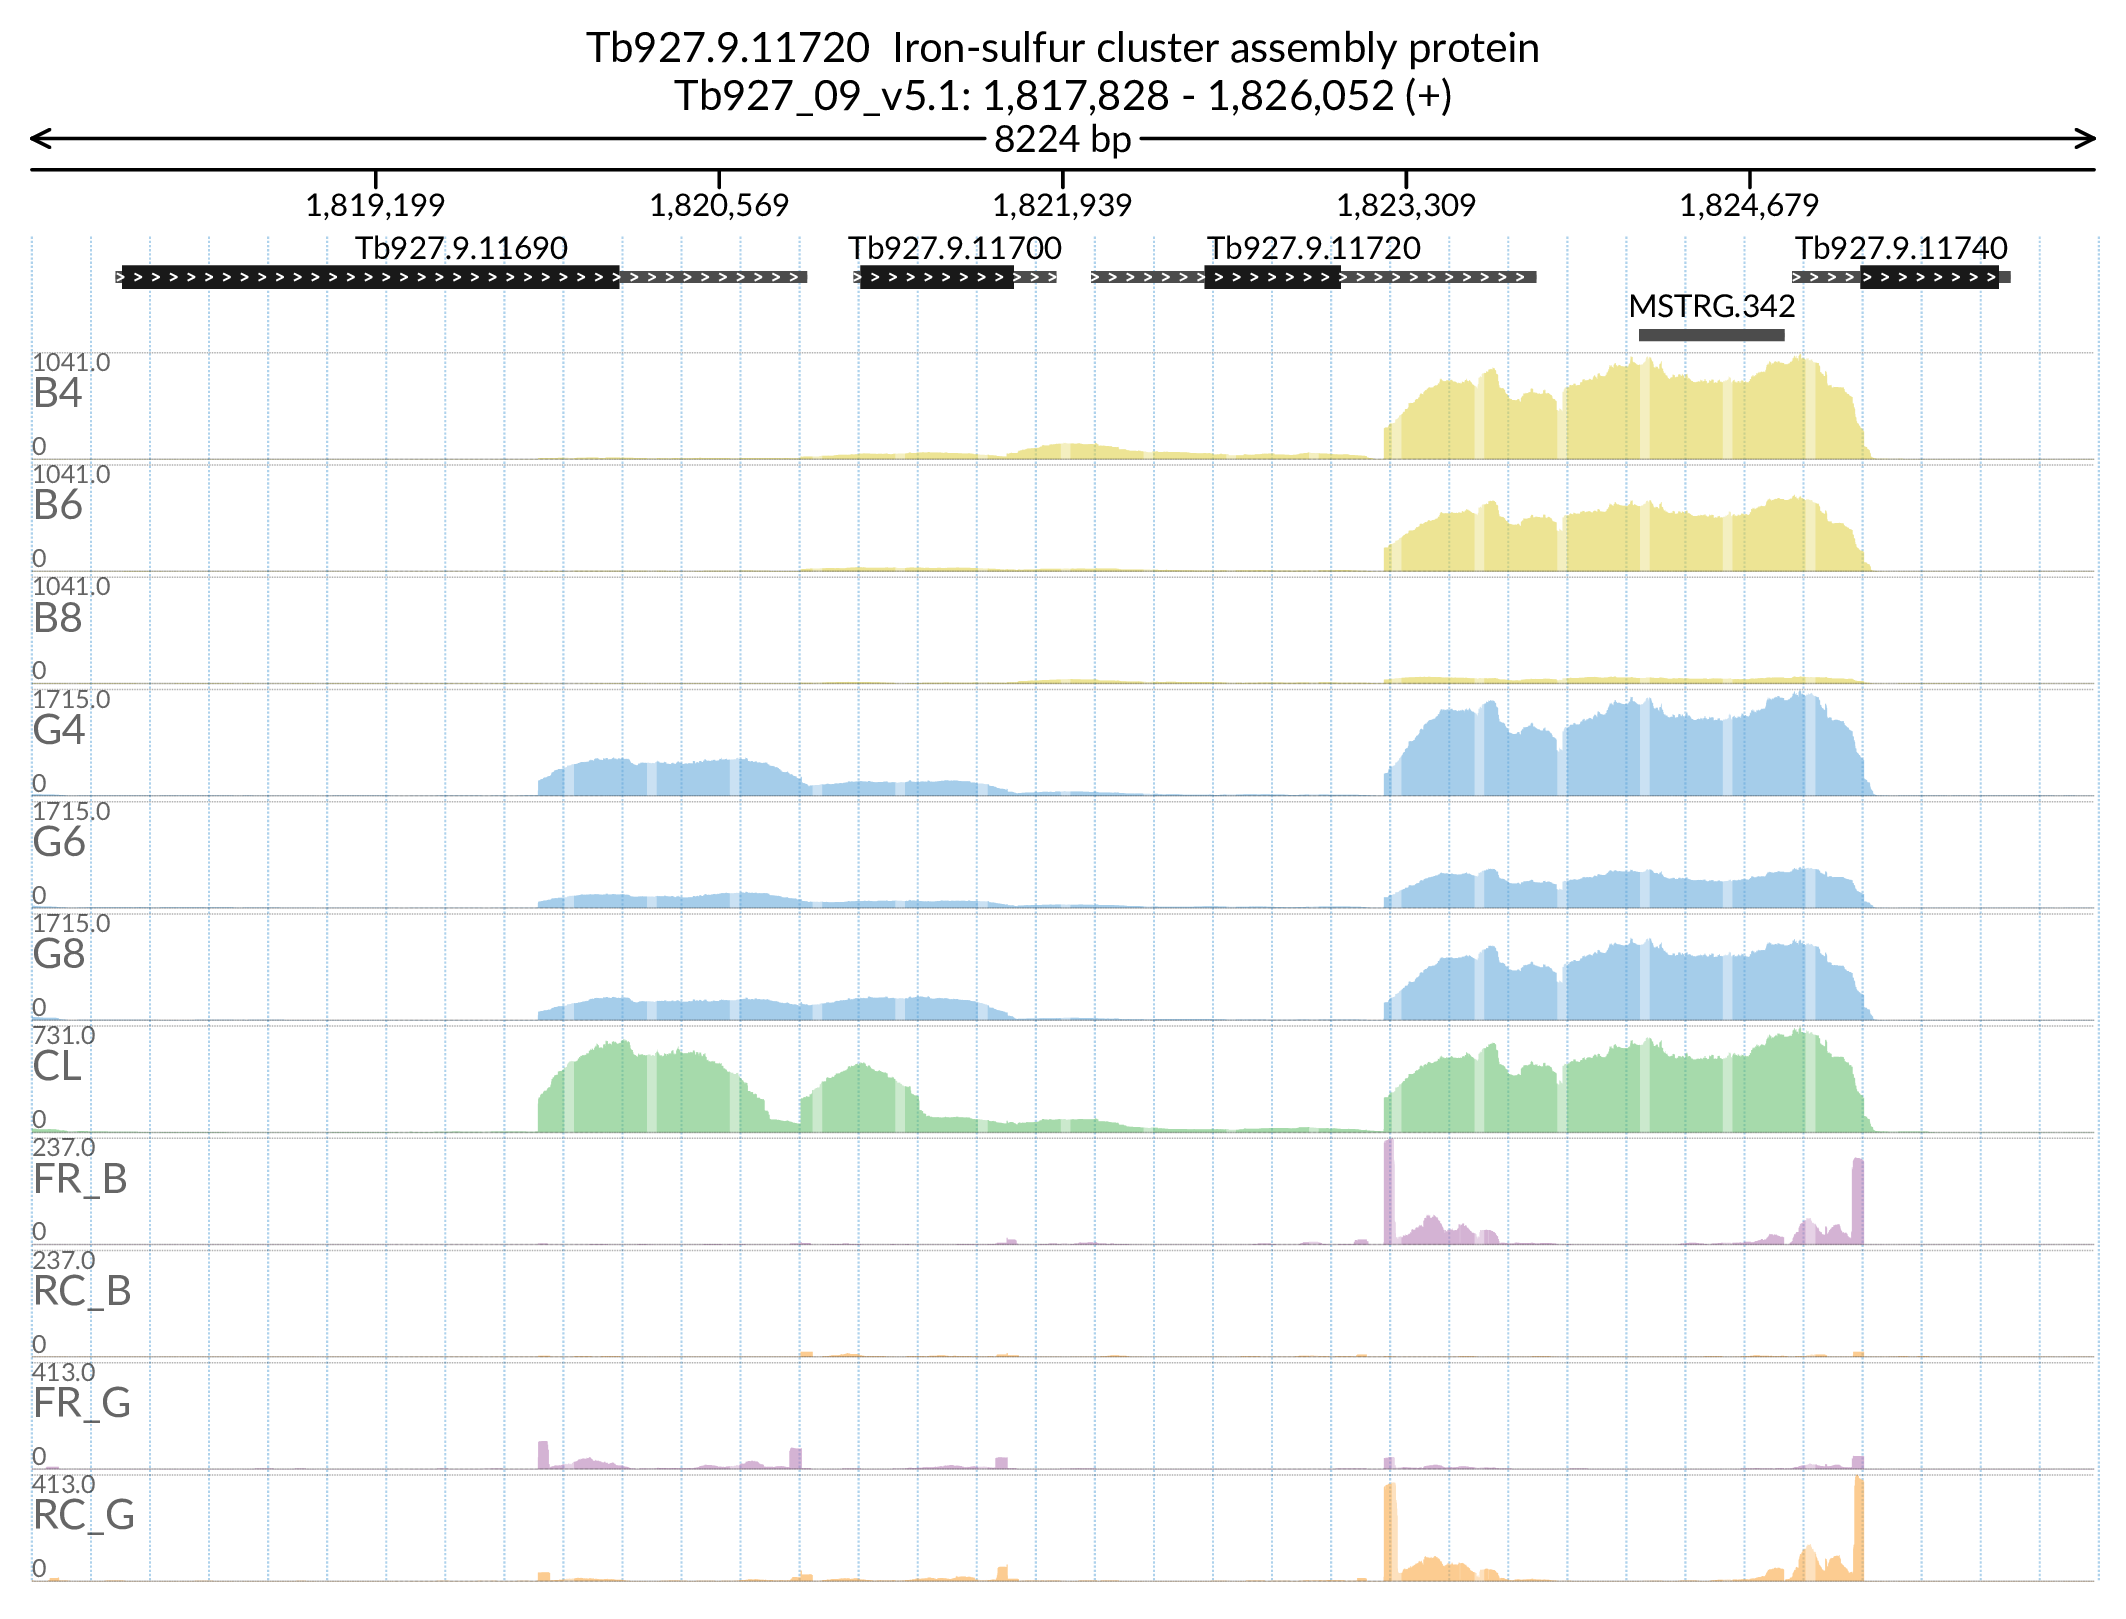 Tb927.9.11720 Iron-sulfur cluster assembly protein
Tb927_09_v5.1: 1,817,828 - 1,826,052 (+)
8224 bp
1,819,199 1,820,569 1,821,939 1,823,309 1,824,679
Tb927.9.11690 Tb927.9.11700 Tb927.9.11720 Tb927.9.11740
MSTRG.342
1041.0
B4
0
1041.0
B6
0
1041.0
B8
0
1715.0
G4
0
1715.0
G6
0
1715.0
G8
0
731.0
CL
0
237.0
FR_B
0
237.0
RC_B
0
413.0
FR_G
0
413.0
RC_G
0